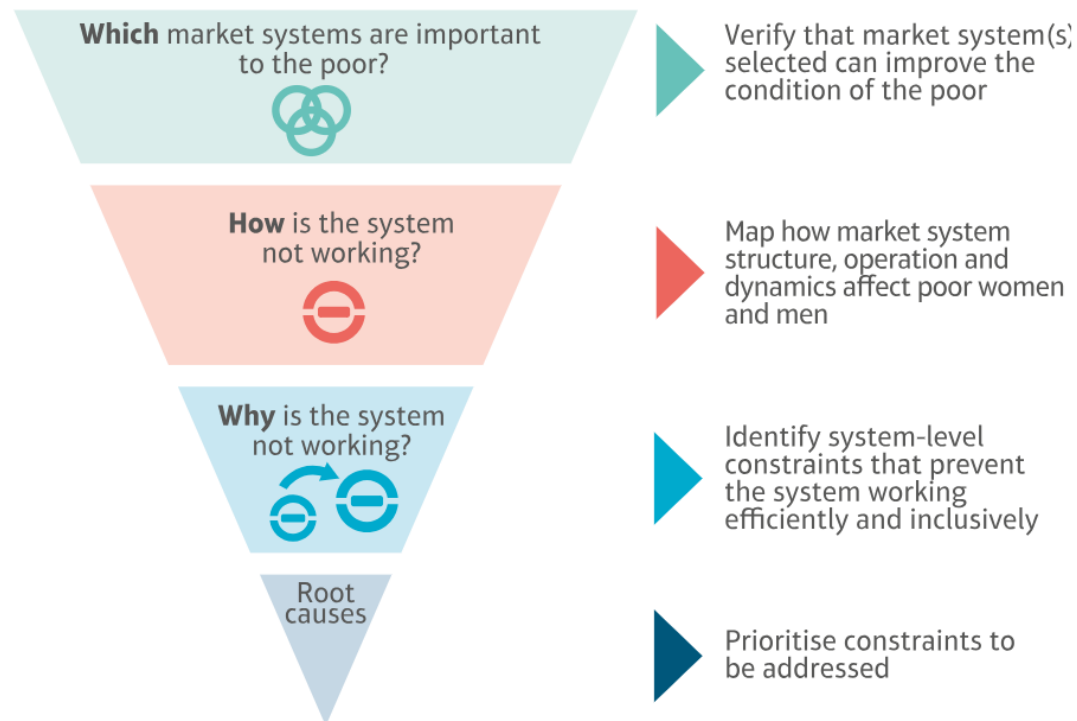 Which market systems are important
to the poor?
Verify that market system(s)
selected can improve the
condition of the poor
How is the system
not working?
Map how market system
structure, operation and
dynamics affect poor women
and men
Why is the system
not working?
Identify system-level
constraints that prevent
the system working
efficiently and inclusively
Root
causes
Prioritise constraints to
be addressed